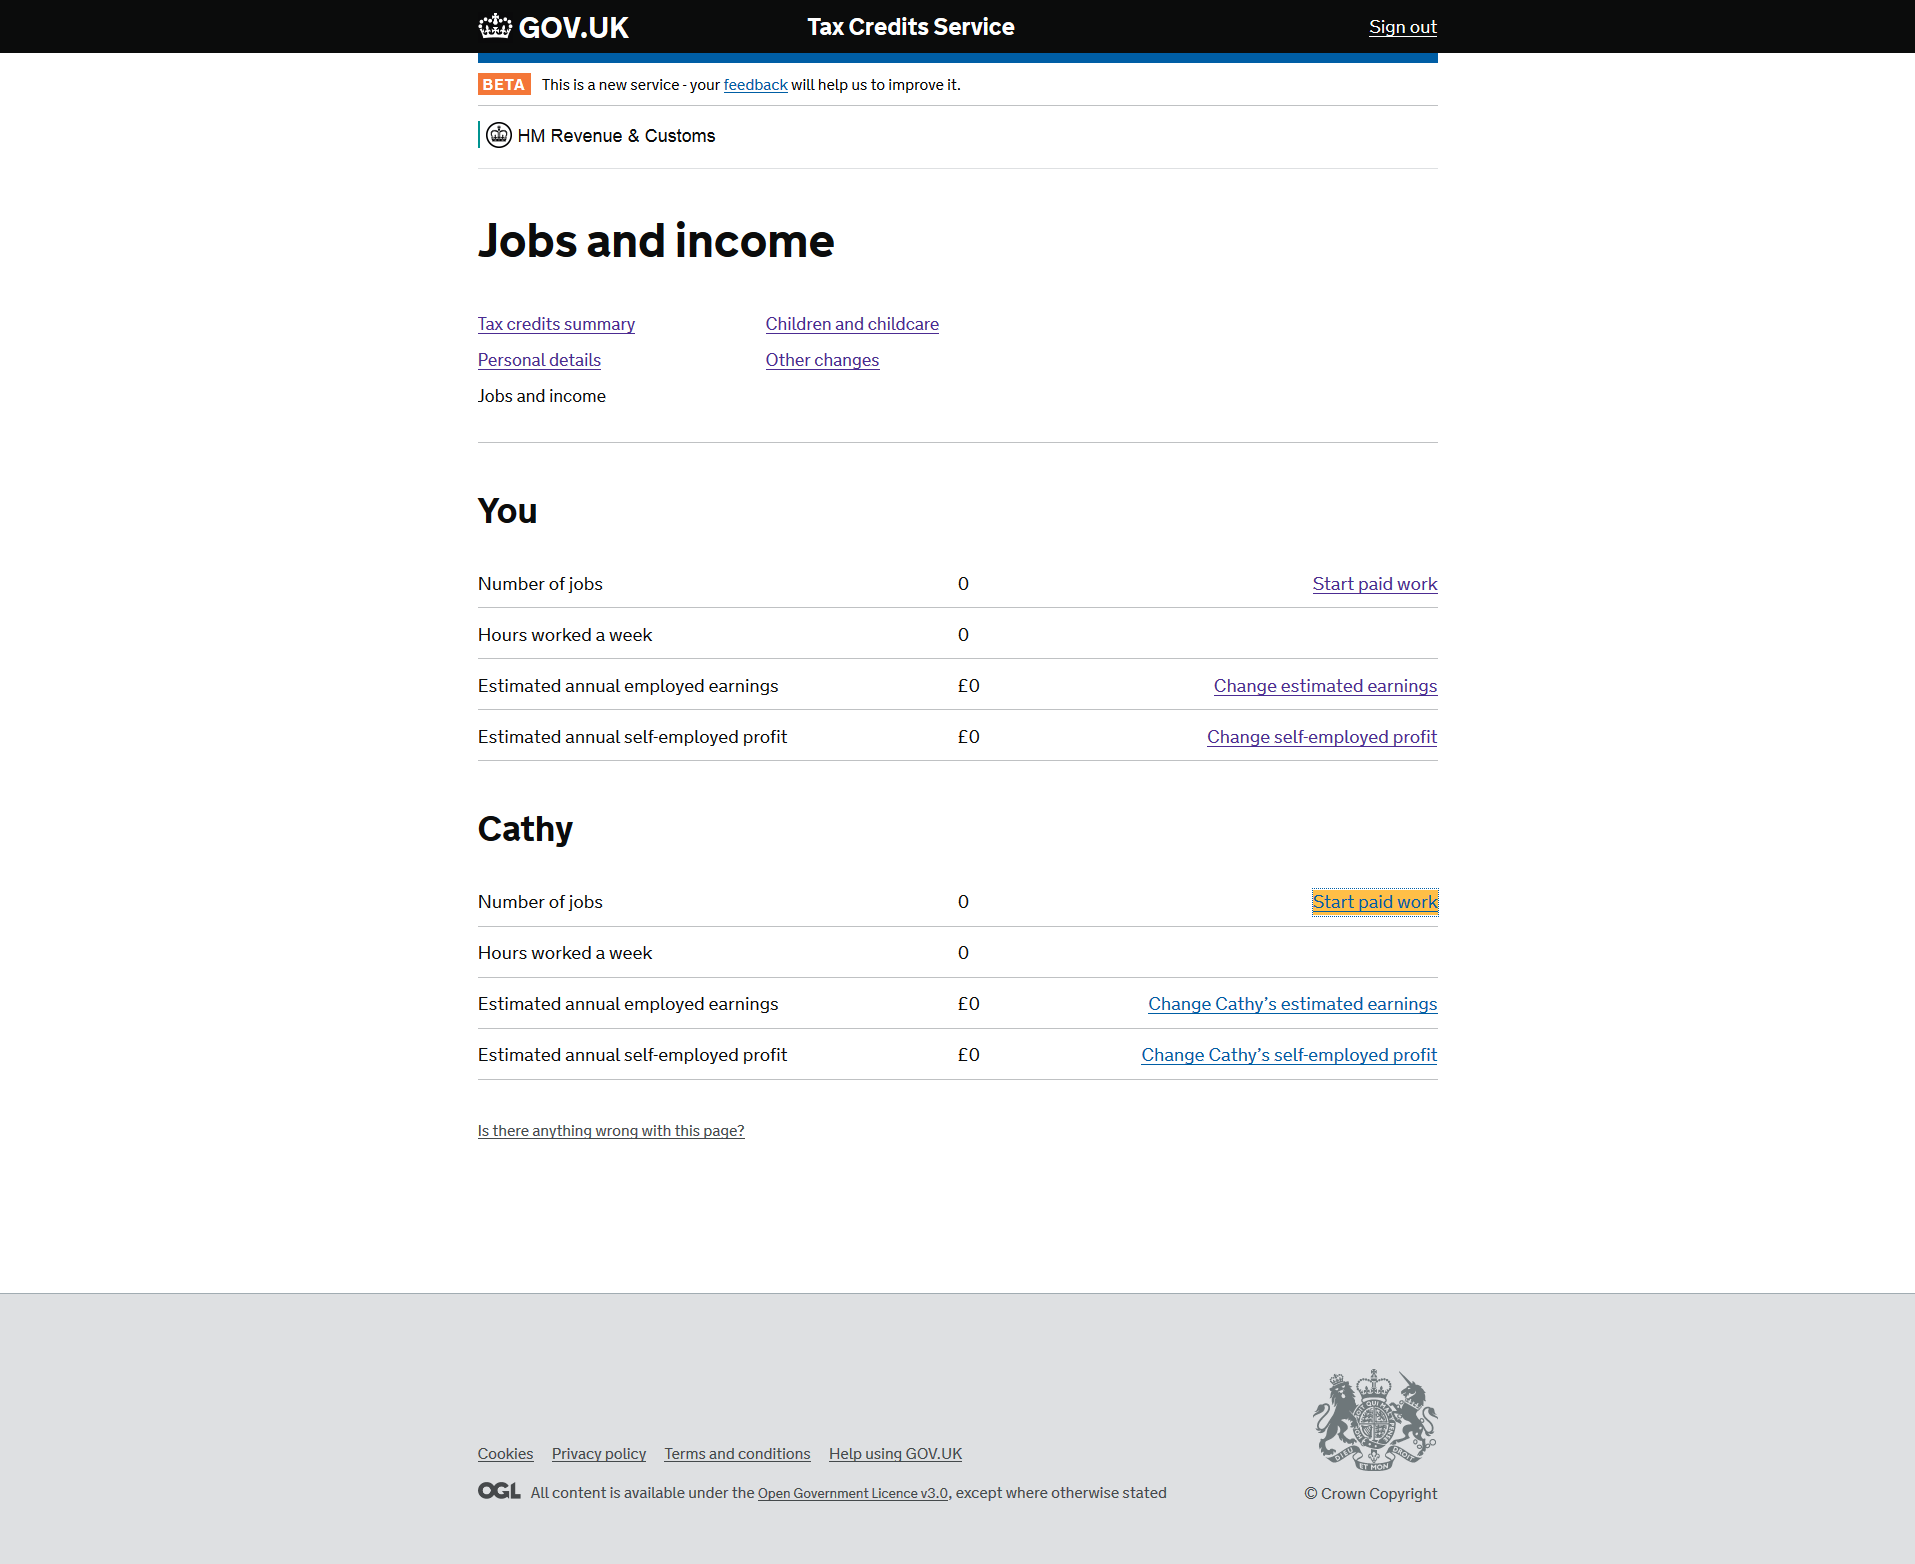 GOV.UK Tax Credits Service Sign out
BETA This is a new service - your feedback will help us to improve it.
HM Revenue & Customs
Jobs and income
Tax credits summary Children and childcare
Personal details Other changes
Jobs and income
You
Number of jobs 0 Start paid work
Hours worked a week 0
Estimated annual employed earnings £0 Change estimated earnings
Estimated annual self-employed profit £0 Change self-employed profit
Cathy
Number of jobs 0 Start paid work
Hours worked a week 0
Estimated annual employed earnings £0 Change Cathy’s estimated earnings
Estimated annual self-employed profit £0 Change Cathy’s self-employed profit
Is there anything wrong with this page?
Cookies Privacy policy Terms and conditions Help using GOV.UK
OGL All content is available under the Open Government Licence v3.0, except where otherwise stated
© Crown Copyright